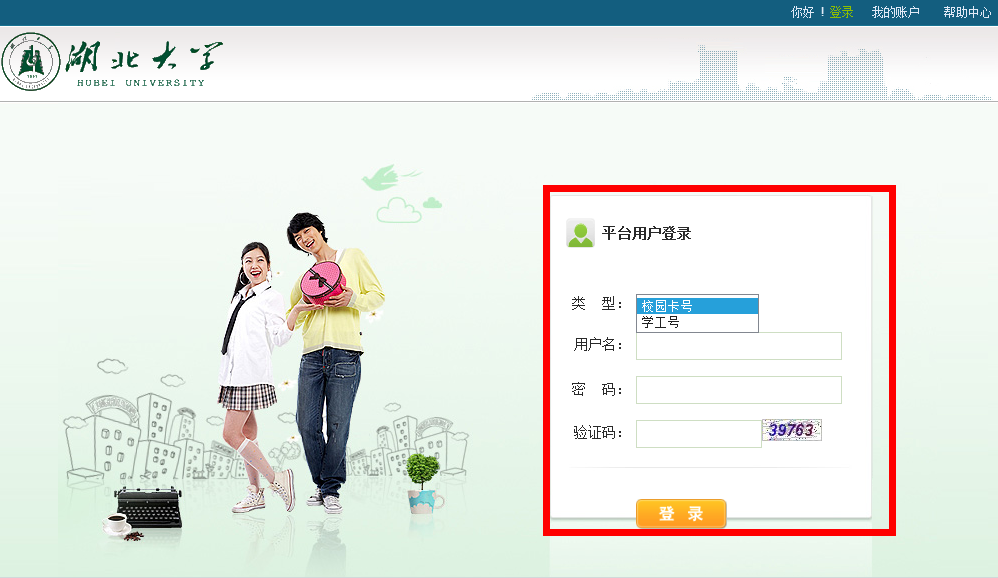 你好 ! 登录 我的账户 帮助中心
湖北大学
HUBEI UNIVERSITY
平台用户登录
类 型: 校园卡号
学工号
用户名:
密 码:
验证码: 39763
登 录